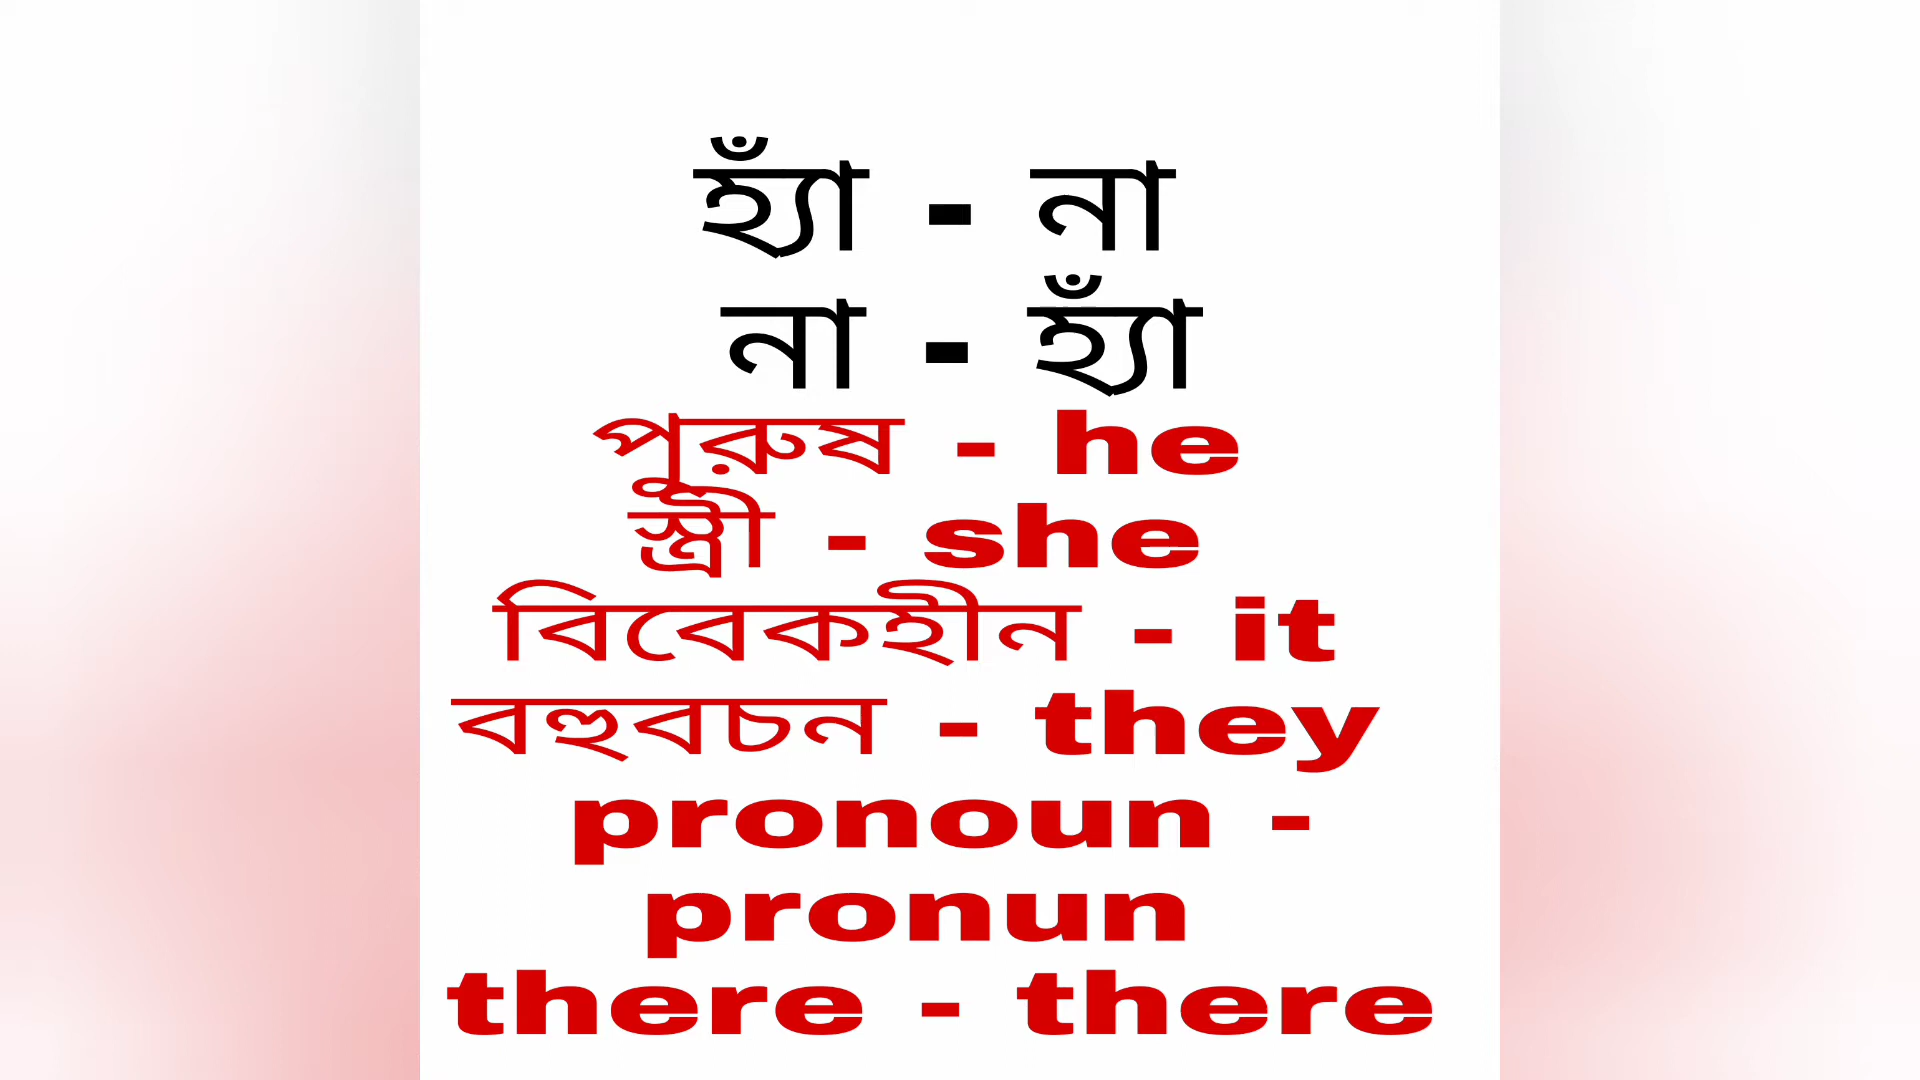 হ্যাঁ - না
না - হ্যাঁ
পুরুষ - he
স্ত্রী - she
বিবেকহীন - it
বহুবচন - they
pronoun -
pronun
there - there